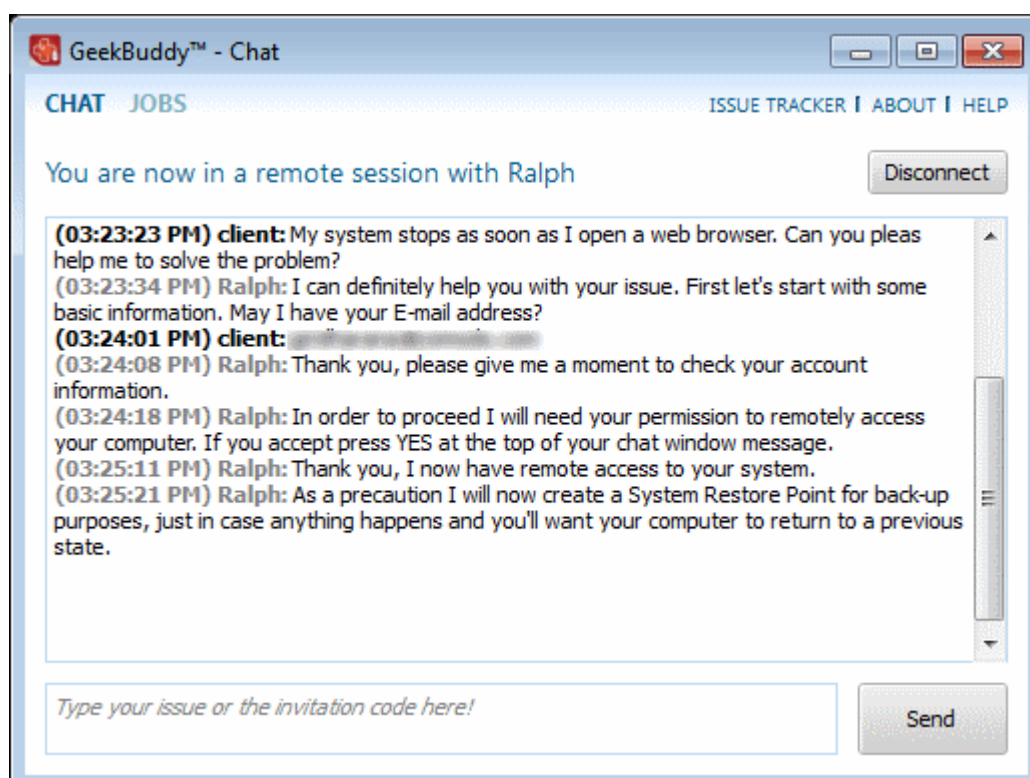 GeekBuddy™ - Chat
CHAT JOBS
ISSUE TRACKER | ABOUT | HELP
You are now in a remote session with Ralph
Disconnect
(03:23:23 PM) client: My system stops as soon as I open a web browser. Can you pleas
help me to solve the problem?
(03:23:34 PM) Ralph: I can definitely help you with your issue. First let's start with some
basic information. May I have your E-mail address?
(03:24:01 PM) client:
(03:24:08 PM) Ralph: Thank you, please give me a moment to check your account
information.
(03:24:18 PM) Ralph: In order to proceed I will need your permission to remotely access
your computer. If you accept press YES at the top of your chat window message.
(03:25:11 PM) Ralph: Thank you, I now have remote access to your system.
(03:25:21 PM) Ralph: As a precaution I will now create a System Restore Point for back-up
purposes, just in case anything happens and you'll want your computer to return to a previous
state.
Type your issue or the invitation code here!
Send